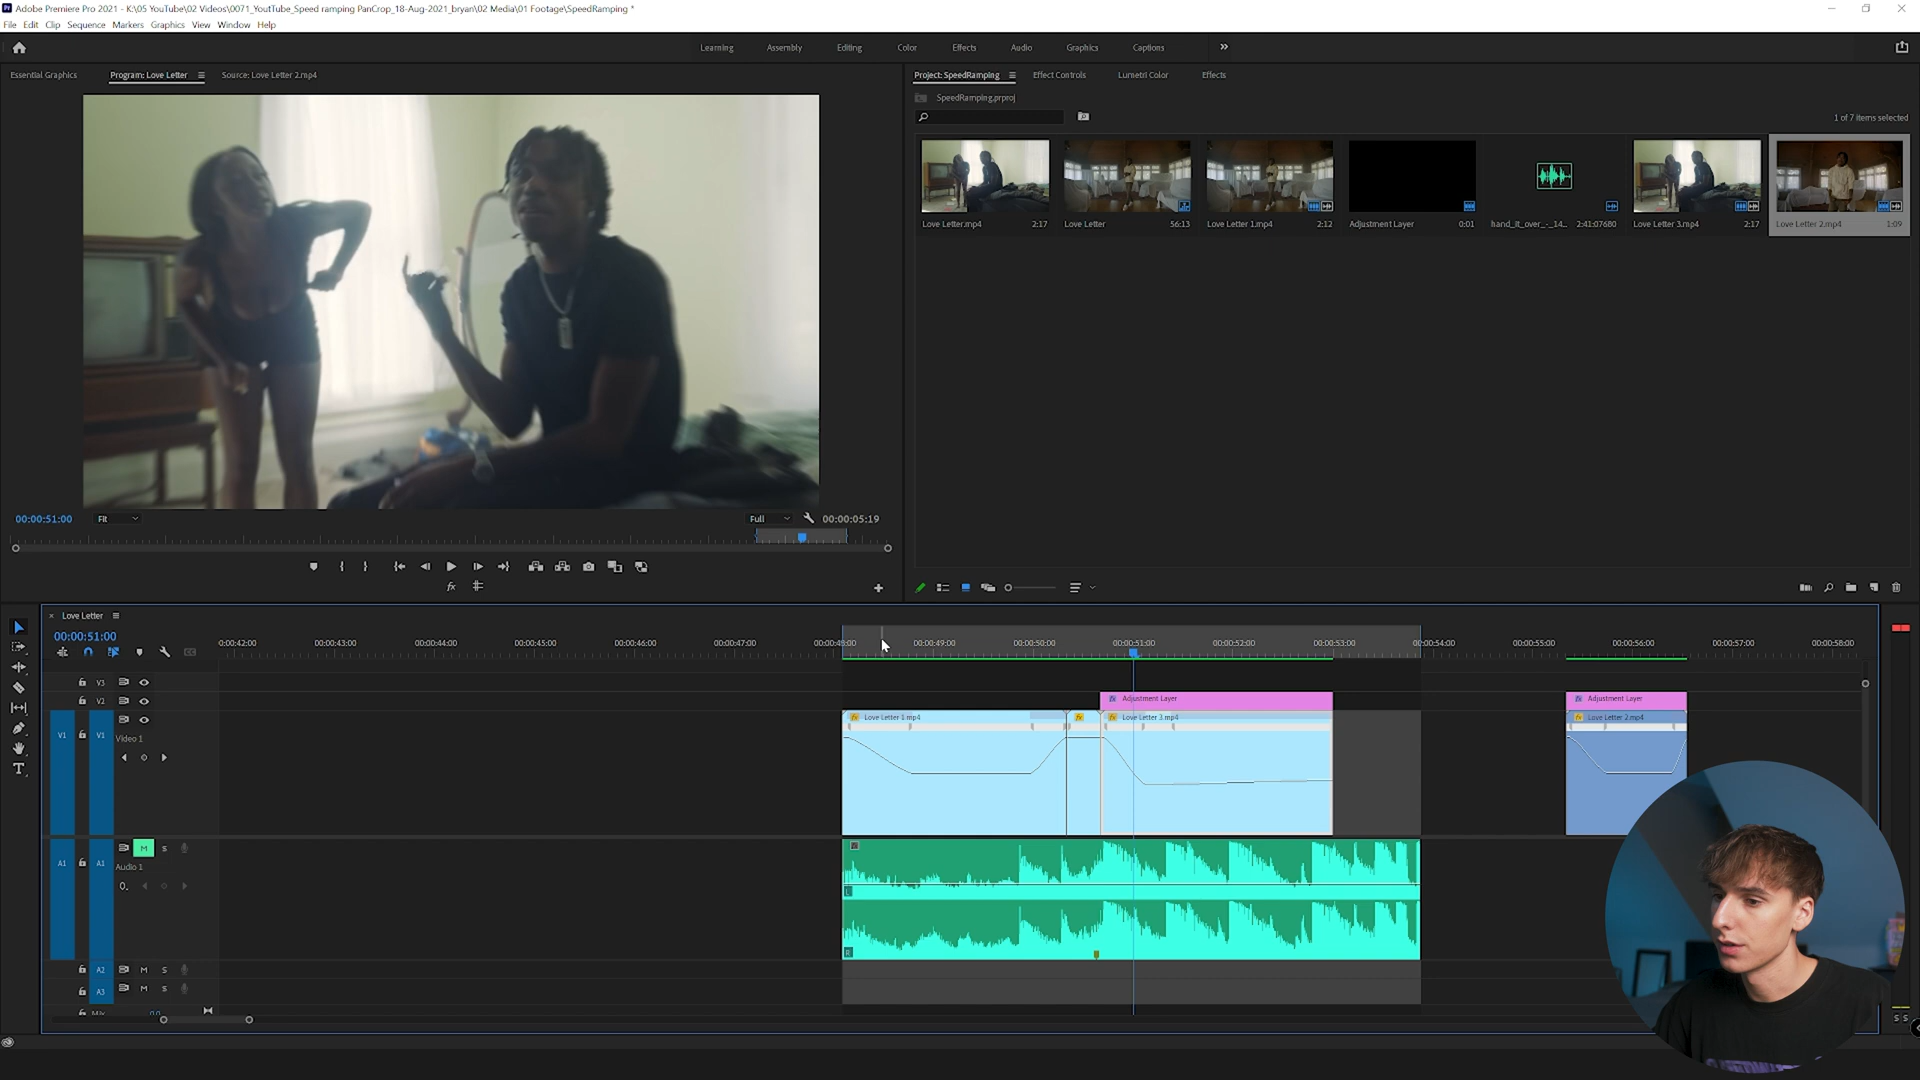 Adobe Premiere Pro 2021 - K:\05 YouTube\02 Videos\0071_YoutTube_Speed ramping PanCrop_18-Aug-2021_bryan\02 Media\01 Footage\SpeedRamping *
File Edit Clip Sequence Markers Graphics View Window Help
Learning Assembly Editing Color Effects Audio Graphics Captions
Essential Graphics Program: Love Letter Source: Love Letter 2.mp4
Project: SpeedRamping Effect Controls Lumetri Color Effects
SpeedRamping.prproj
1 of 7 items selected
Love Letter.mp4 2:17
Love Letter 56:13
Love Letter 1.mp4 2:12
Adjustment Layer 0:01
hand_it_over_-_14... 2:41:07680
Love Letter 3.mp4 2:17
Love Letter 2.mp4 1:09
00:00:51:00 Fit Full 00:00:05:19
Love Letter
00:00:51:00
0:00:42:00 00:00:43:00 00:00:44:00 00:00:45:00 00:00:46:00 00:00:47:00 00:00:48:00 00:00:49:00 00:00:50:00 00:00:51:00 00:00:52:00 00:00:53:00 00:00:54:00 00:00:55:00 00:00:56:00 00:00:57:00 00:00:58:00
V3
V2 Adjustment Layer Adjustment Layer
fx Love Letter 1.mp4 fx fx Love Letter 3.mp4 fx Love Letter 2.mp4
V1 V1
Video 1
M S
A1 A1
Audio 1
0.
L
R
A2 M S
A3 M S
Mix 0.0
S S